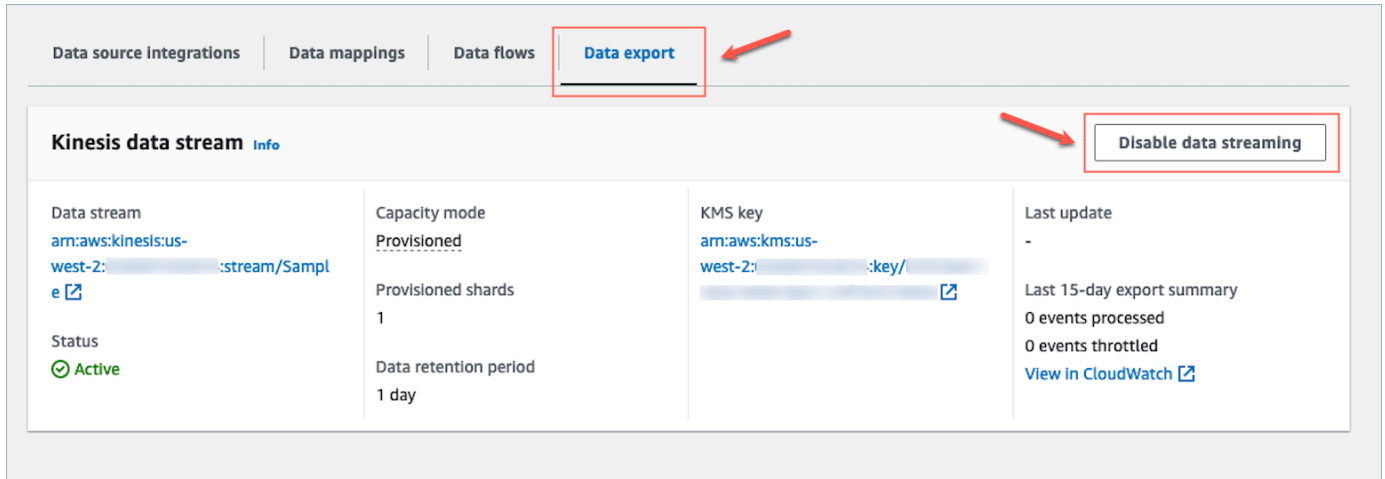 Data source integrations
Data mappings
Data flows
Data export
Kinesis data stream Info
Disable data streaming
Data stream
arn:aws:kinesis:us-
west-2: :stream/Sampl
e
Status
Active
Capacity mode
Provisioned
Provisioned shards
1
Data retention period
1 day
KMS key
arn:aws:kms:us-
west-2: :key/
Last update
-
Last 15-day export summary
0 events processed
0 events throttled
View in CloudWatch